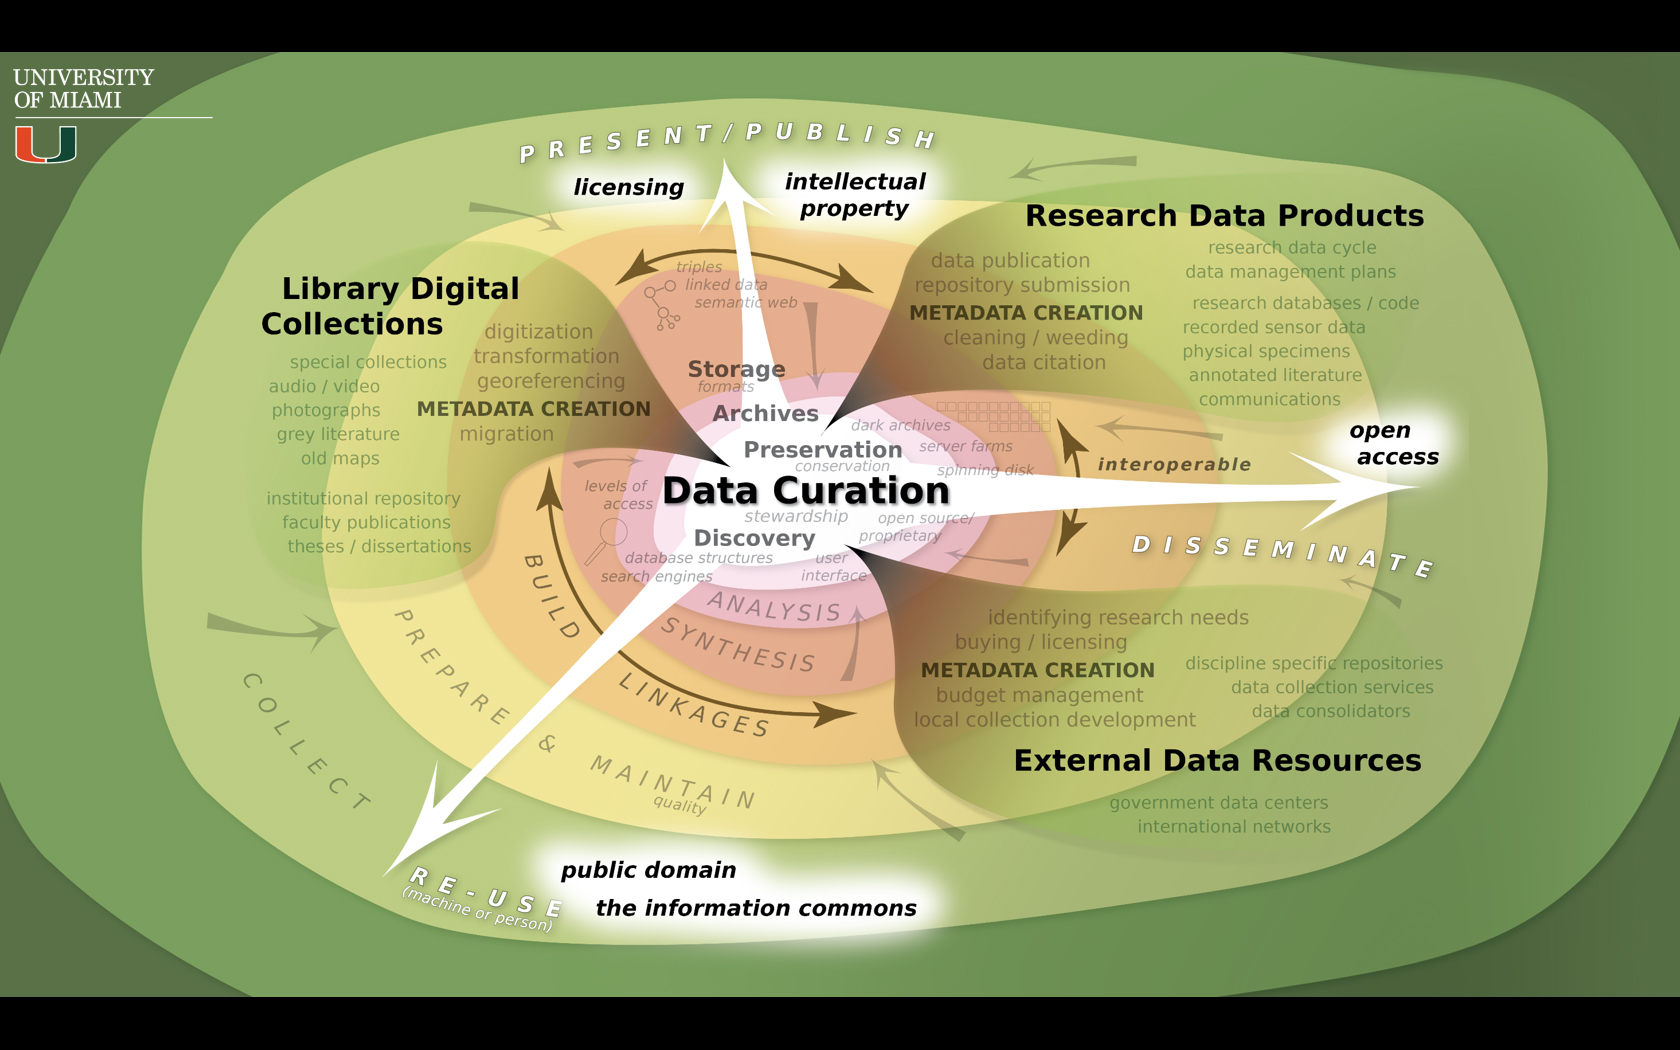 UNIVERSITY
OF MIAMI
PRESENT/PUBLISH
licensing
intellectual
property
Research Data Products
research data cycle
data management plans
research databases / code
recorded sensor data
physical specimens
annotated literature
communications
data publication
repository submission
METADATA CREATION
cleaning / weeding
data citation
Library Digital
Collections
special collections
audio / video
photographs
grey literature
old maps
institutional repository
faculty publications
theses / dissertations
digitization
transformation
georeferencing
METADATA CREATION
migration
triples
linked data
semantic web
Storage
formats
Archives
Preservation
conservation
dark archives
server farms
spinning disk
interoperable
open
access
levels of
access
Data Curation
stewardship
open source/
proprietary
Discovery
database structures
search engines
user
interface
DISSEMINATE
ANALYSIS
SYNTHESIS
BUILD
LINKAGES
PREPARE
& MAINTAIN
quality
COLLECT
identifying research needs
buying / licensing
METADATA CREATION
budget management
local collection development
discipline specific repositories
data collection services
data consolidators
External Data Resources
government data centers
international networks
RE-USE
(machine or person)
public domain
the information commons